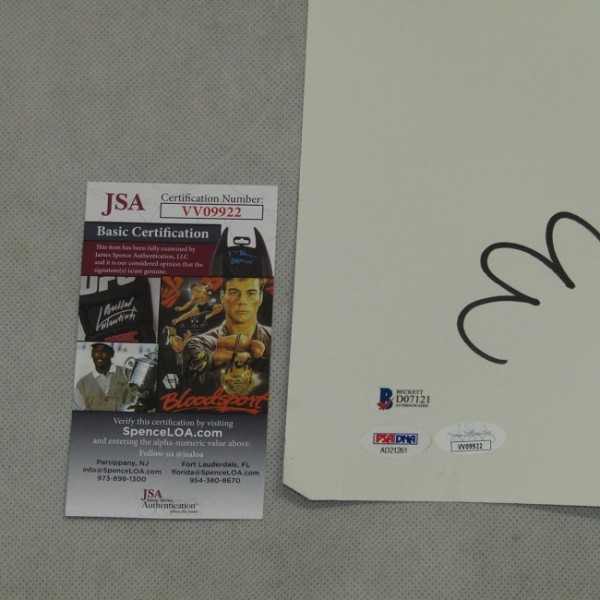 JSA
Certification Number:
VV09922
Basic Certification
This item has been fully examined by
James Spence Authentication, LLC
and it is our considered opinion that the
signature(s) is/are genuine.
UFC
Bloodsport
Verify this certification by visiting
SpenceLOA.com
and entering the alpha-numeric value above.
Follow us @jsaloa
Parsippany, NJ
info@SpenceLOA.com
973-898-1300
Fort Lauderdale, FL
florida@SpenceLOA.com
954-380-8670
JSA
Authentication
BECKETT
D07121
AUTHENTICATED
PSA DNA
AD21281
VV09922